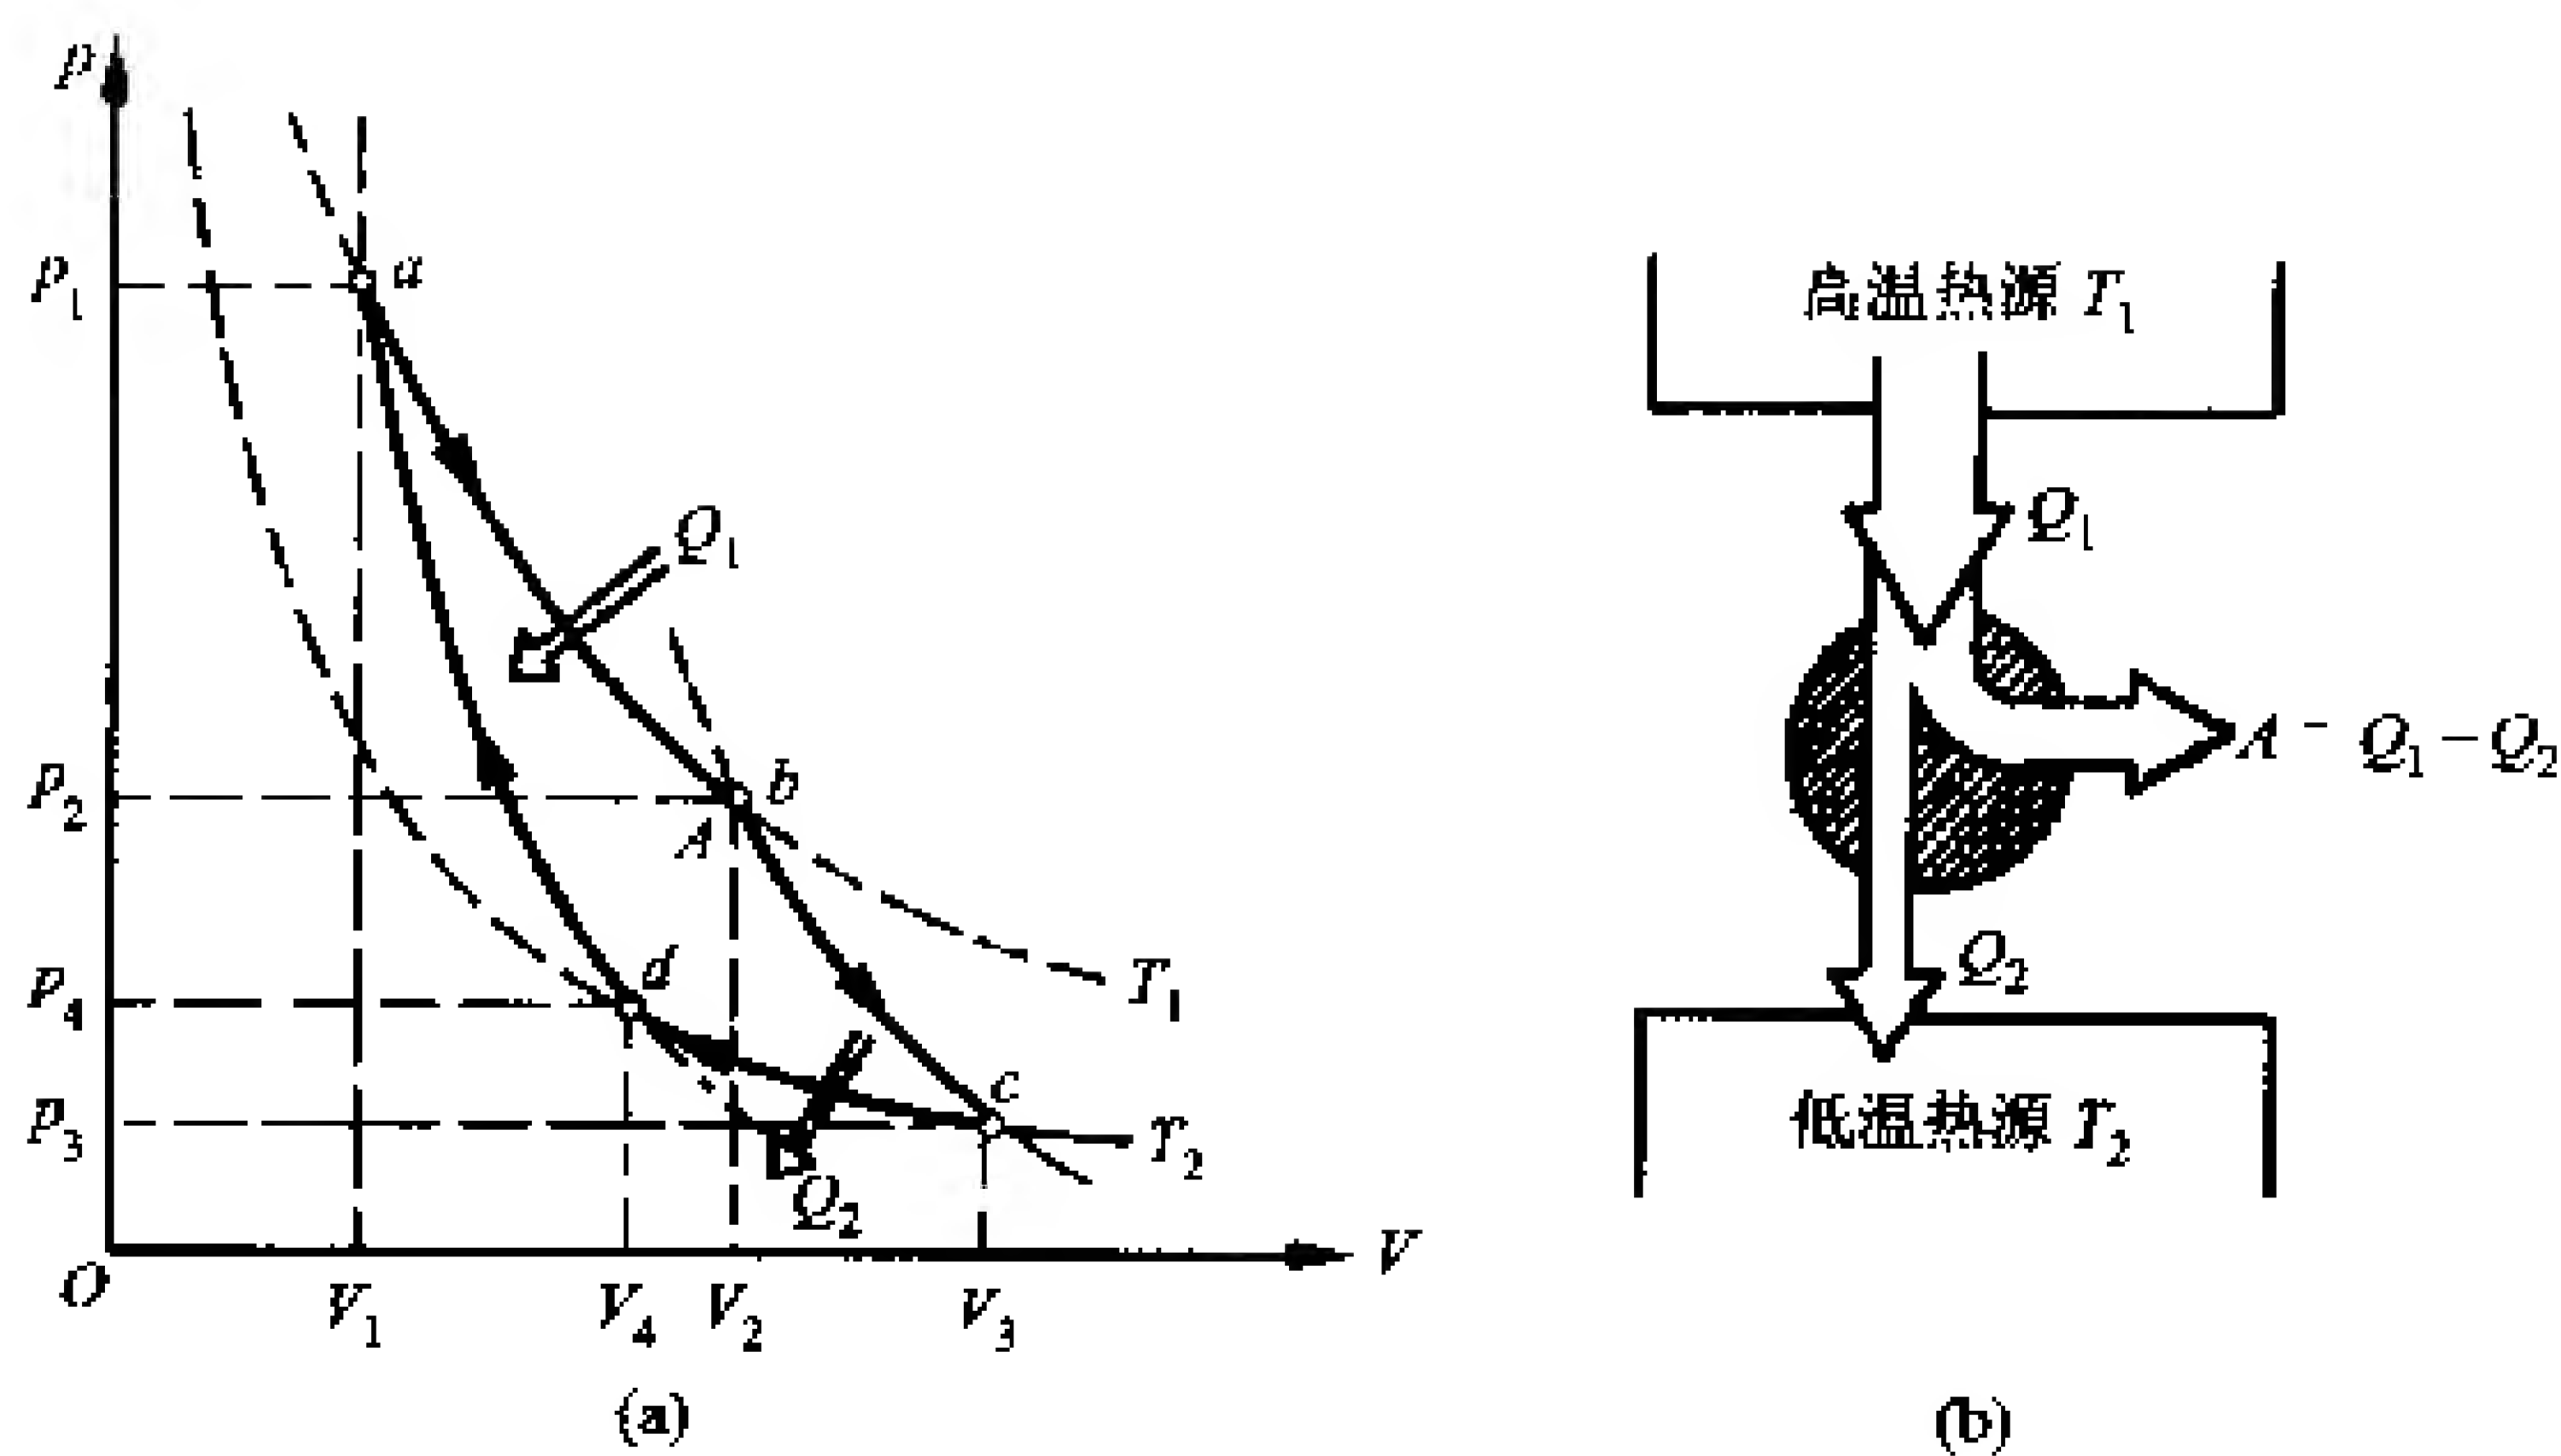 p
p₁
a
Q₁
p₂
b
A
d
p₄
T₁
c
p₃
T₂
Q₂
O
V₁
V₄
V₂
V₃
V
(a)
高温热源 T₁
Q₁
A = Q₁ − Q₂
Q₂
低温热源 T₂
(b)